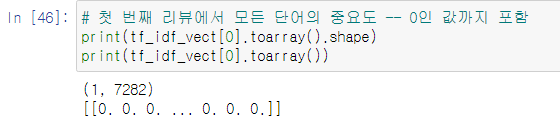 In [46]: # 첫 번째 리뷰에서 모든 단어의 중요도 -- 0인 값까지 포함
print(tf_idf_vect[0].toarray().shape)
print(tf_idf_vect[0].toarray())
(1, 7282)
[[0. 0. 0. ... 0. 0. 0.]]